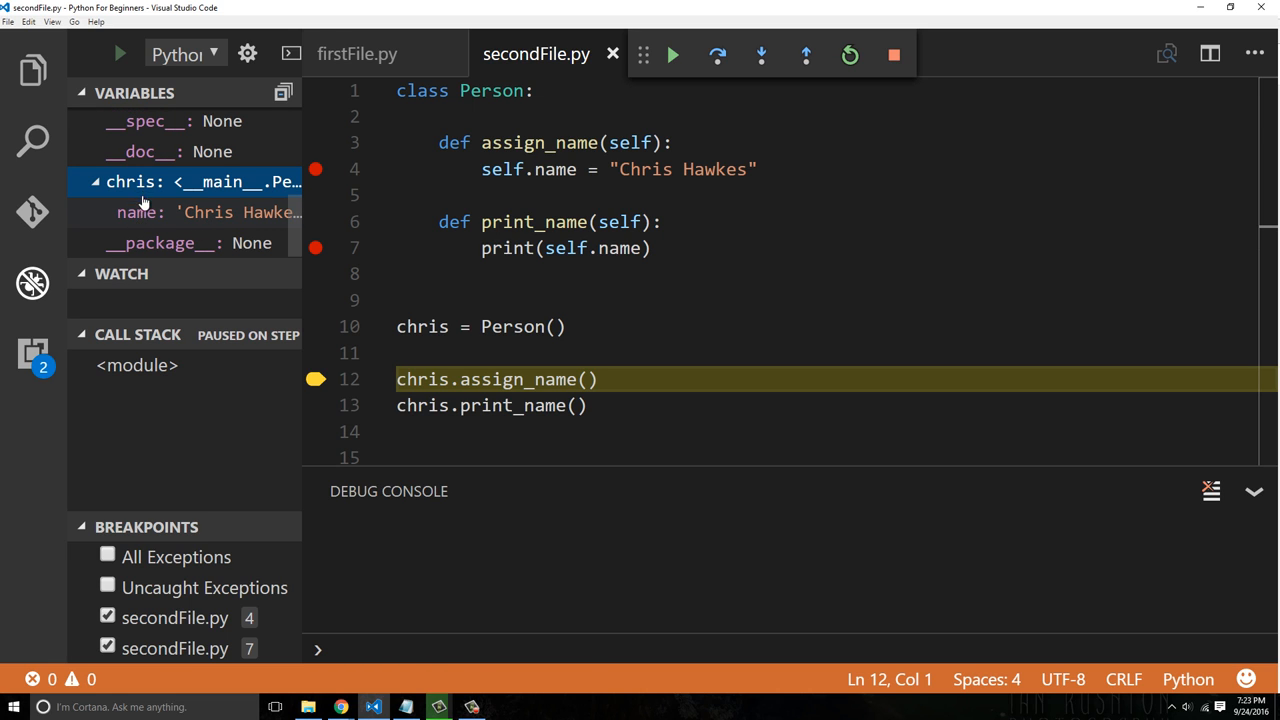 secondFile.py - Python For Beginners - Visual Studio Code
File Edit View Go Help
Pythor
firstFile.py
secondFile.py
VARIABLES
__spec__: None
__doc__: None
chris: <__main__.Pe...
name: 'Chris Hawke...
__package__: None
WATCH
CALL STACK PAUSED ON STEP
<module>
BREAKPOINTS
All Exceptions
Uncaught Exceptions
secondFile.py 4
secondFile.py 7
1 class Person:
2
3 def assign_name(self):
4 self.name = "Chris Hawkes"
5
6 def print_name(self):
7 print(self.name)
8
9
10 chris = Person()
11
12 chris.assign_name()
13 chris.print_name()
14
15
DEBUG CONSOLE
2
0 0
Ln 12, Col 1 Spaces: 4 UTF-8 CRLF Python
I'm Cortana. Ask me anything.
7:23 PM
9/24/2016